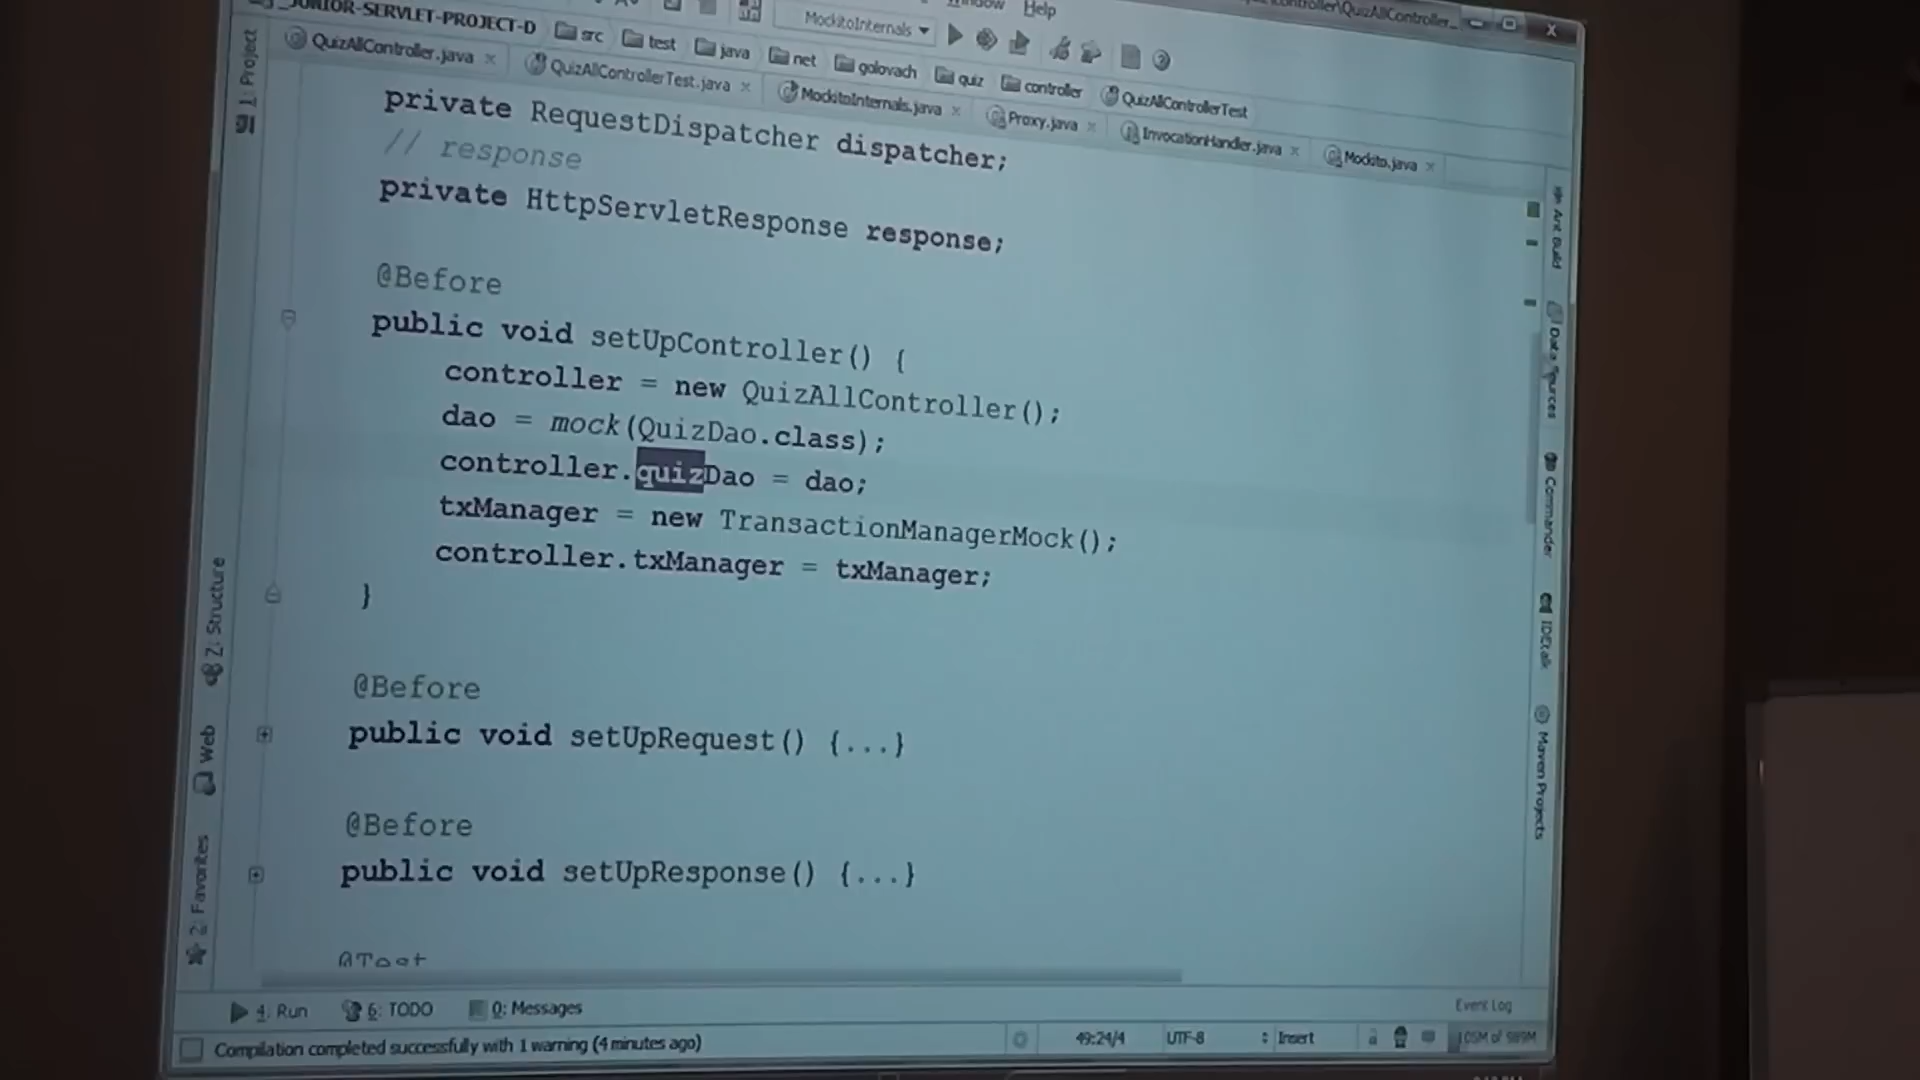 Window Help
JUNIOR-SERVLET-PROJECT-D src test java net golovach quiz controller QuizAllControllerTest
MockitoInternals
QuizAllController.java QuizAllControllerTest.java MockitoInternals.java Proxy.java InvocationHandler.java Mockito.java
private RequestDispatcher dispatcher;
// response
private HttpServletResponse response;
@Before
public void setUpController() {
controller = new QuizAllController();
dao = mock(QuizDao.class);
controller.quizDao = dao;
txManager = new TransactionManagerMock();
controller.txManager = txManager;
}
@Before
public void setUpRequest() {...}
@Before
public void setUpResponse() {...}
@Test
1: Project
Z: Structure
Web
2: Favorites
Ant Build
Data Sources
Commander
IDEtalk
Maven Projects
4: Run 6: TODO 0: Messages
Event Log
Compilation completed successfully with 1 warning (4 minutes ago)
49:24/4 UTF-8 Insert